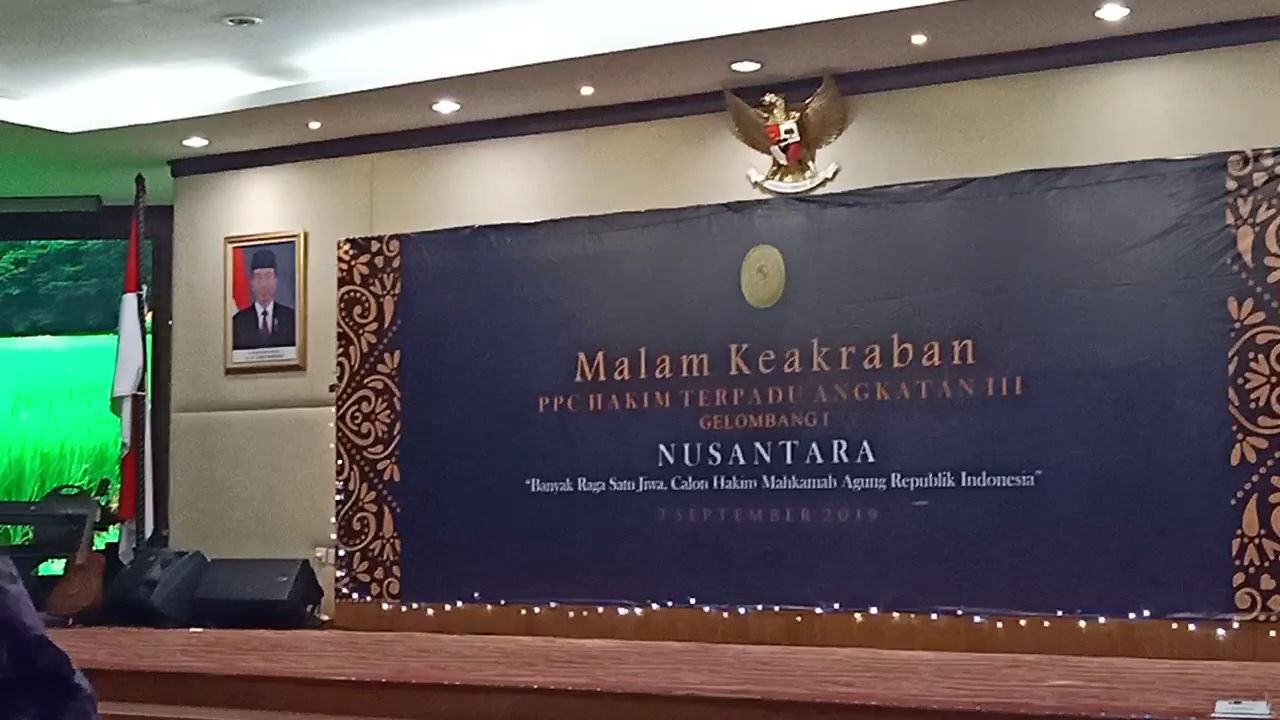 Malam Keakraban
PPC HAKIM TERPADU ANGKATAN III
GELOMBANG I
NUSANTARA
“Banyak Raga Satu Jiwa, Calon Hakim Mahkamah Agung Republik Indonesia”
7 SEPTEMBER 2019